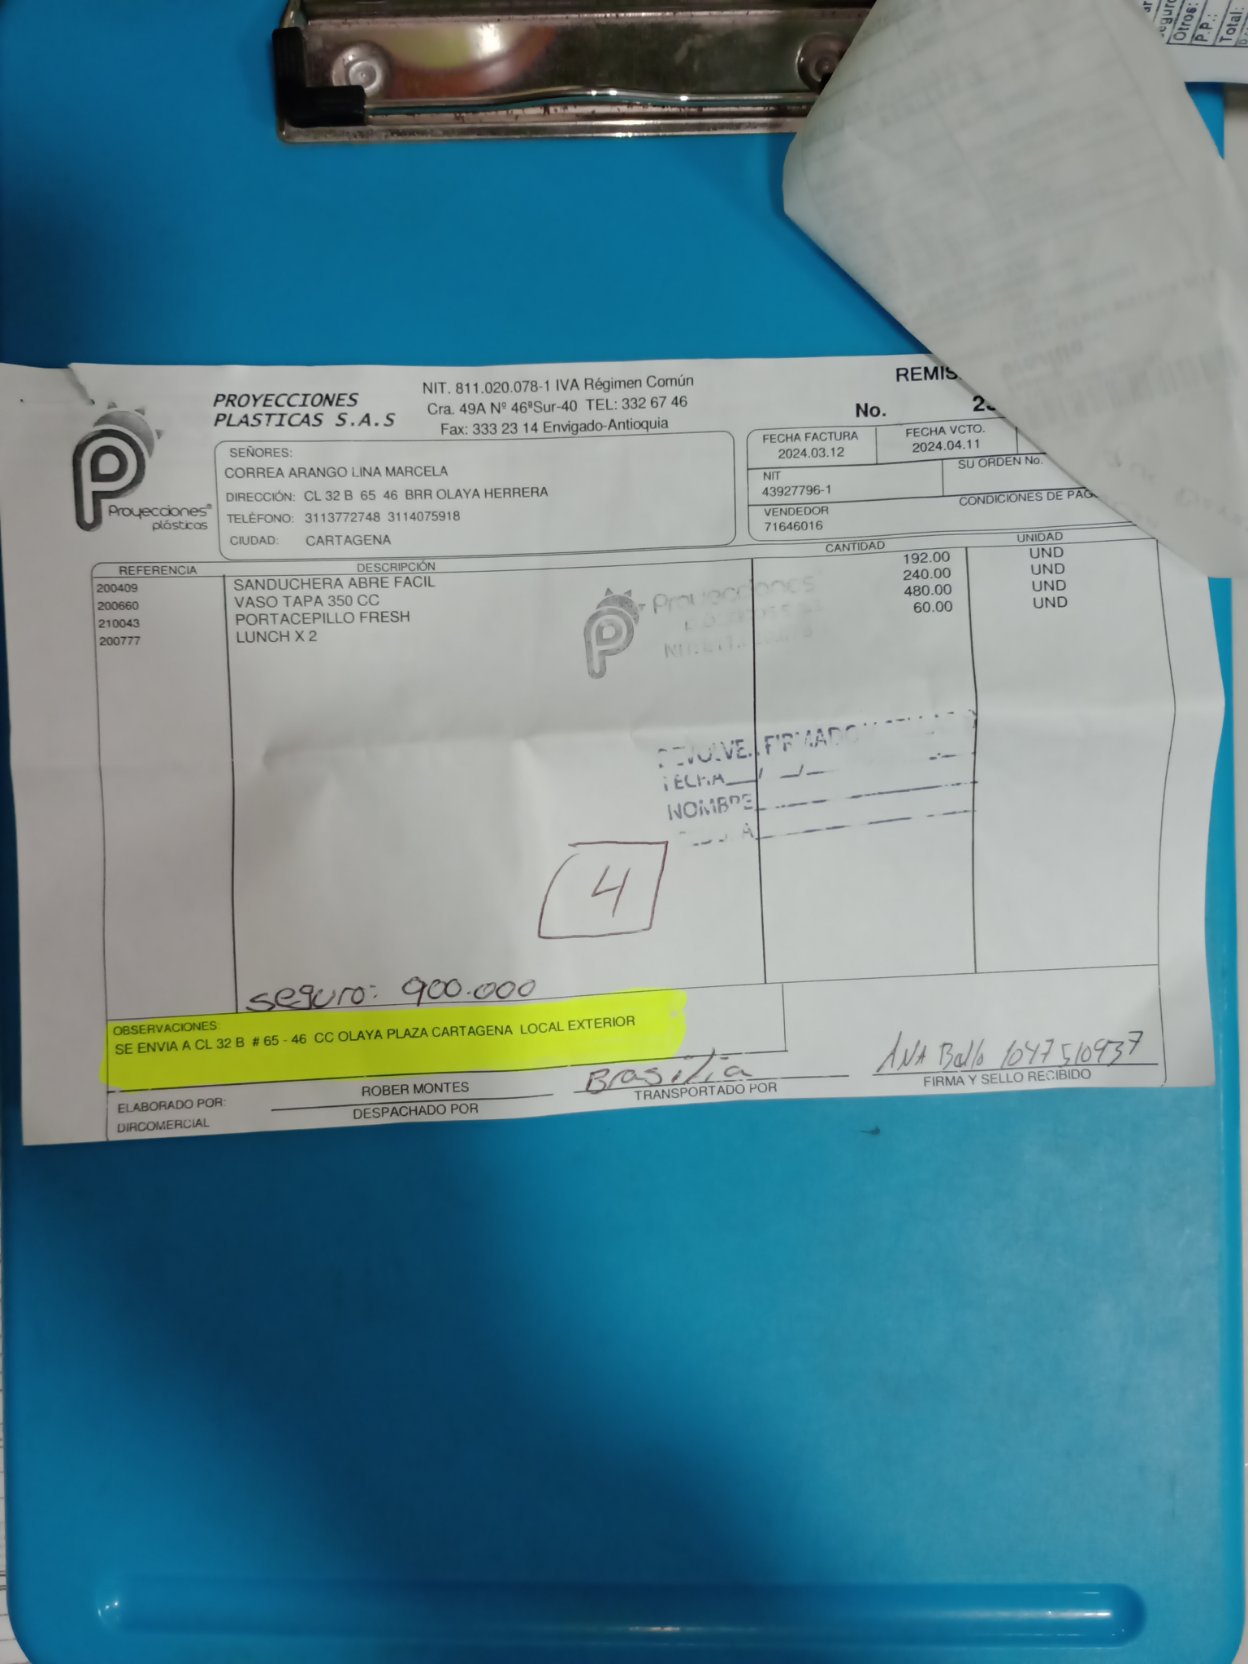 Otros:
P.P.:
Total:
PROYECCIONES
PLASTICAS S.A.S
NIT. 811.020.078-1 IVA Régimen Común
Cra. 49A Nº 46ªSur-40 TEL: 332 67 46
Fax: 333 23 14 Envigado-Antioquia
No.
Proyecciones®
plásticas
SEÑORES:
CORREA ARANGO LINA MARCELA
DIRECCIÓN: CL 32 B 65 46 BRR OLAYA HERRERA
TELÉFONO: 3113772748 3114075918
CIUDAD: CARTAGENA
FECHA FACTURA
2024.03.12
FECHA VCTO.
2024.04.11
NIT
43927796-1
SU ORDEN No.
VENDEDOR
71646016
CONDICIONES DE
REFERENCIA DESCRIPCIÓN CANTIDAD UNIDAD
200409 SANDUCHERA ABRE FACIL 192.00 UND
200660 VASO TAPA 350 CC 240.00 UND
210043 PORTACEPILLO FRESH 480.00 UND
200777 LUNCH X 2 60.00 UND
Proyecciones
FIRMADO
FECHA
NOMBRE
4
seguro: 900.000
OBSERVACIONES:
SE ENVIA A CL 32 B # 65 - 46 CC OLAYA PLAZA CARTAGENA LOCAL EXTERIOR
ELABORADO POR:
DIRCOMERCIAL
ROBER MONTES
DESPACHADO POR
Brasilia
TRANSPORTADO POR
ANA Bello 1047510937
FIRMA Y SELLO RECIBIDO